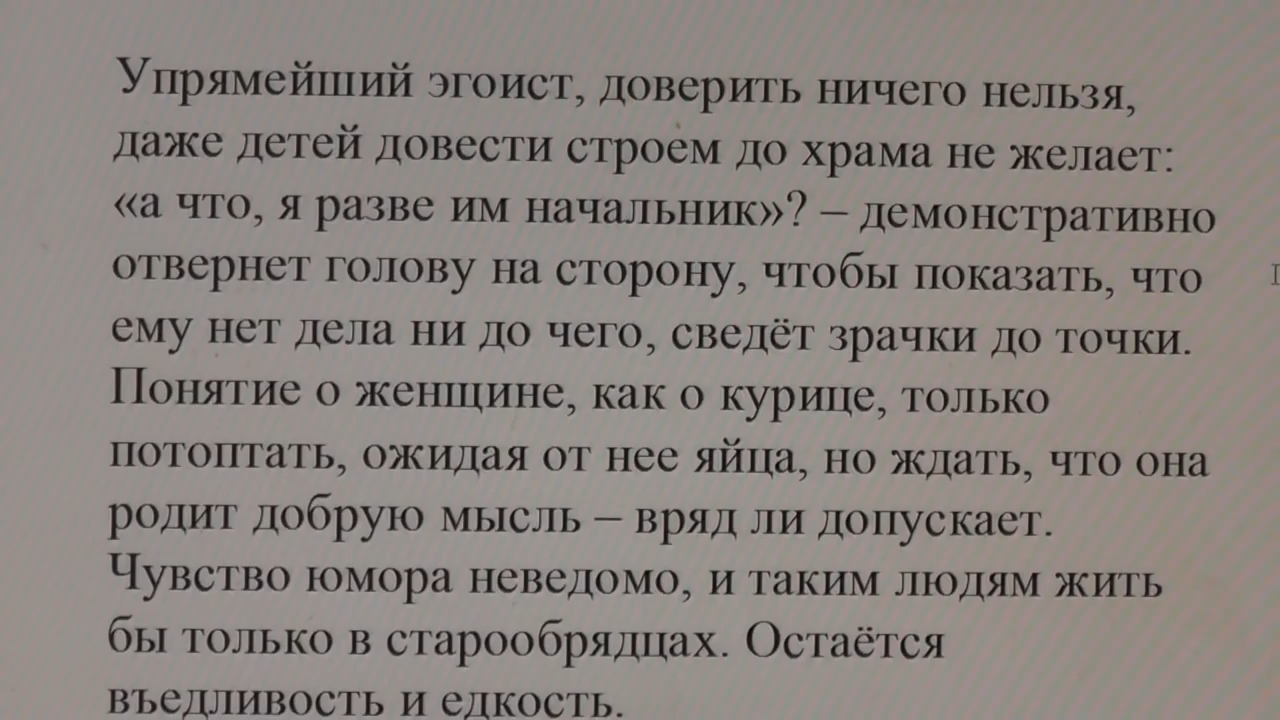 Упрямейший эгоист, доверить ничего нельзя,
даже детей довести строем до храма не желает:
«а что, я разве им начальник»? – демонстративно
отвернет голову на сторону, чтобы показать, что
ему нет дела ни до чего, сведёт зрачки до точки.
Понятие о женщине, как о курице, только
потоптать, ожидая от нее яйца, но ждать, что она
родит добрую мысль – вряд ли допускает.
Чувство юмора неведомо, и таким людям жить
бы только в старообрядцах. Остаётся
въедливость и едкость.